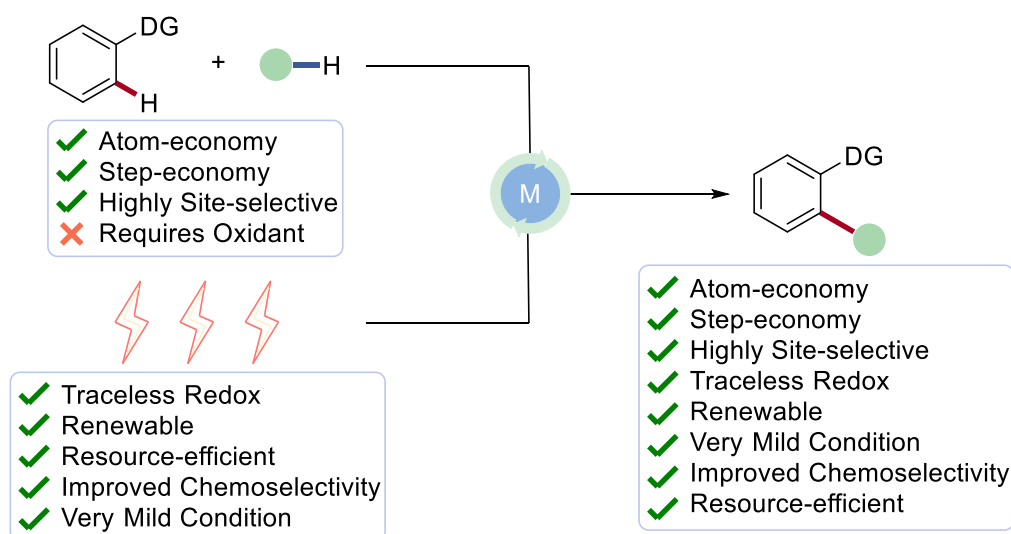 DG
+
H
H
Atom-economy
Step-economy
Highly Site-selective
Requires Oxidant
M
DG
Traceless Redox
Renewable
Resource-efficient
Improved Chemoselectivity
Very Mild Condition
Atom-economy
Step-economy
Highly Site-selective
Traceless Redox
Renewable
Very Mild Condition
Improved Chemoselectivity
Resource-efficient